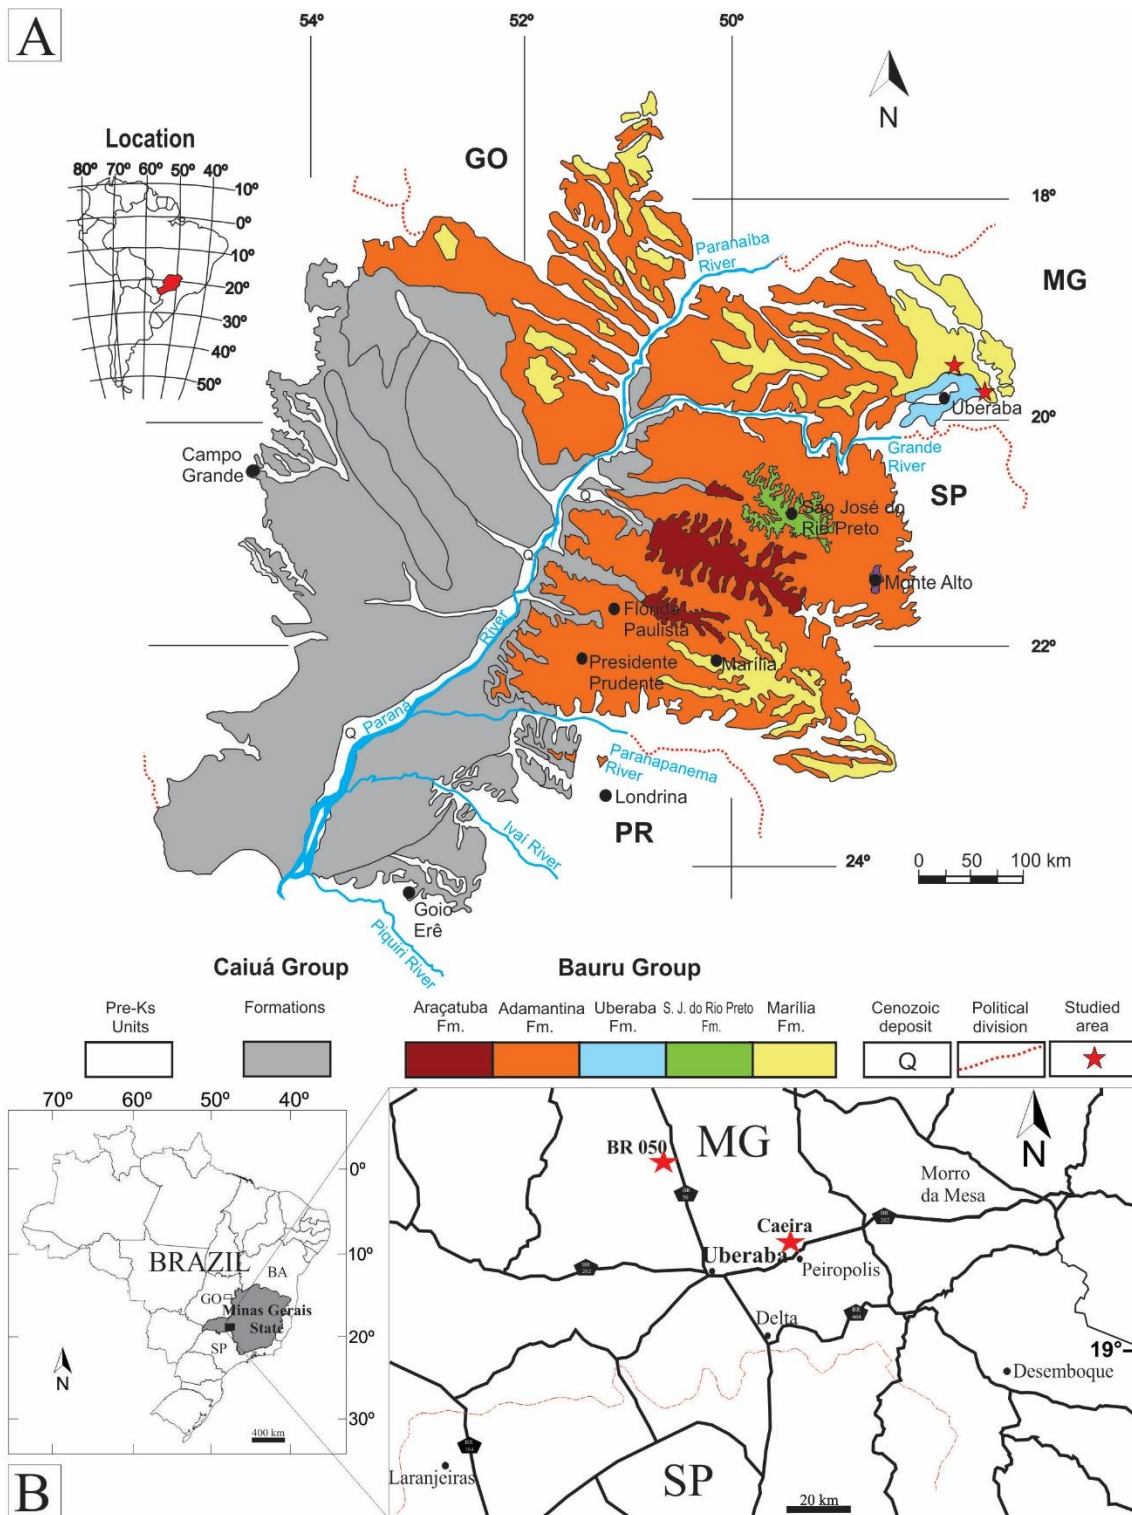 A
54º
52º
50º
N
Location
80º 70º 60º 50º 40º
10º
0º
10º
20º
30º
40º
50º
GO
18º
Paranaíba
River
MG
Uberaba
20º
Grande
River
SP
Campo
Grande
Q
São José do
Rio Preto
Q
Monte Alto
Flórida
Paulista
22º
Presidente
Prudente
Marília
River
Paraná
Q
Paranapanema
River
Londrina
PR
Ivaí River
24º
0 50 100 km
Goio
Erê
Piquiri River
Caiuá Group
Bauru Group
Pre-Ks
Units
Formations
Araçatuba
Fm.
Adamantina
Fm.
Uberaba
Fm.
S. J. do Rio Preto
Fm.
Marília
Fm.
Cenozoic
deposit
Political
division
Studied
area
Q
70º 60º 50º 40º
0º
10º
20º
30º
BRAZIL
BA
GO
Minas Gerais
State
SP
N
400 km
B
MG
BR 050
N
Morro
da Mesa
Caeira
Uberaba
Peiropolis
Delta
19º
Desemboque
Laranjeiras
SP
20 km